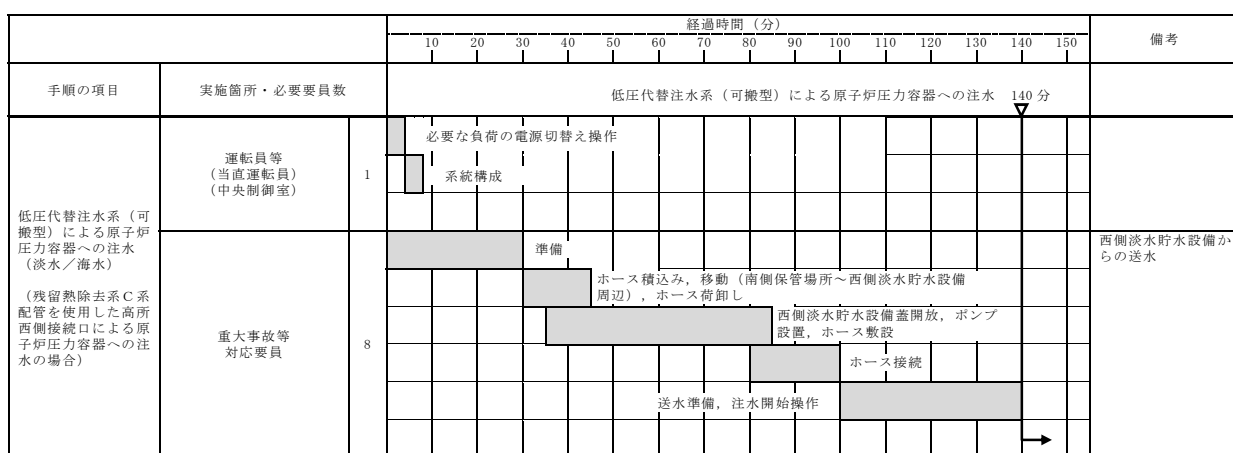 経過時間（分）
備考
10 20 30 40 50 60 70 80 90 100 110 120 130 140 150
手順の項目
実施箇所・必要要員数
低圧代替注水系（可搬型）による原子炉圧力容器への注水 140 分
低圧代替注水系（可
搬型）による原子炉
圧力容器への注水
（淡水／海水）
（残留熱除去系Ｃ系
配管を使用した高所
西側接続口による原
子炉圧力容器への注
水の場合）
運転員等
（当直運転員）
（中央制御室）
1
必要な負荷の電源切替え操作
系統構成
重大事故等
対応要員
8
準備
ホース積込み，移動（南側保管場所～西側淡水貯水設備
周辺），ホース荷卸し
西側淡水貯水設備蓋開放，ポンプ
設置，ホース敷設
ホース接続
送水準備，注水開始操作
西側淡水貯水設備か
らの送水